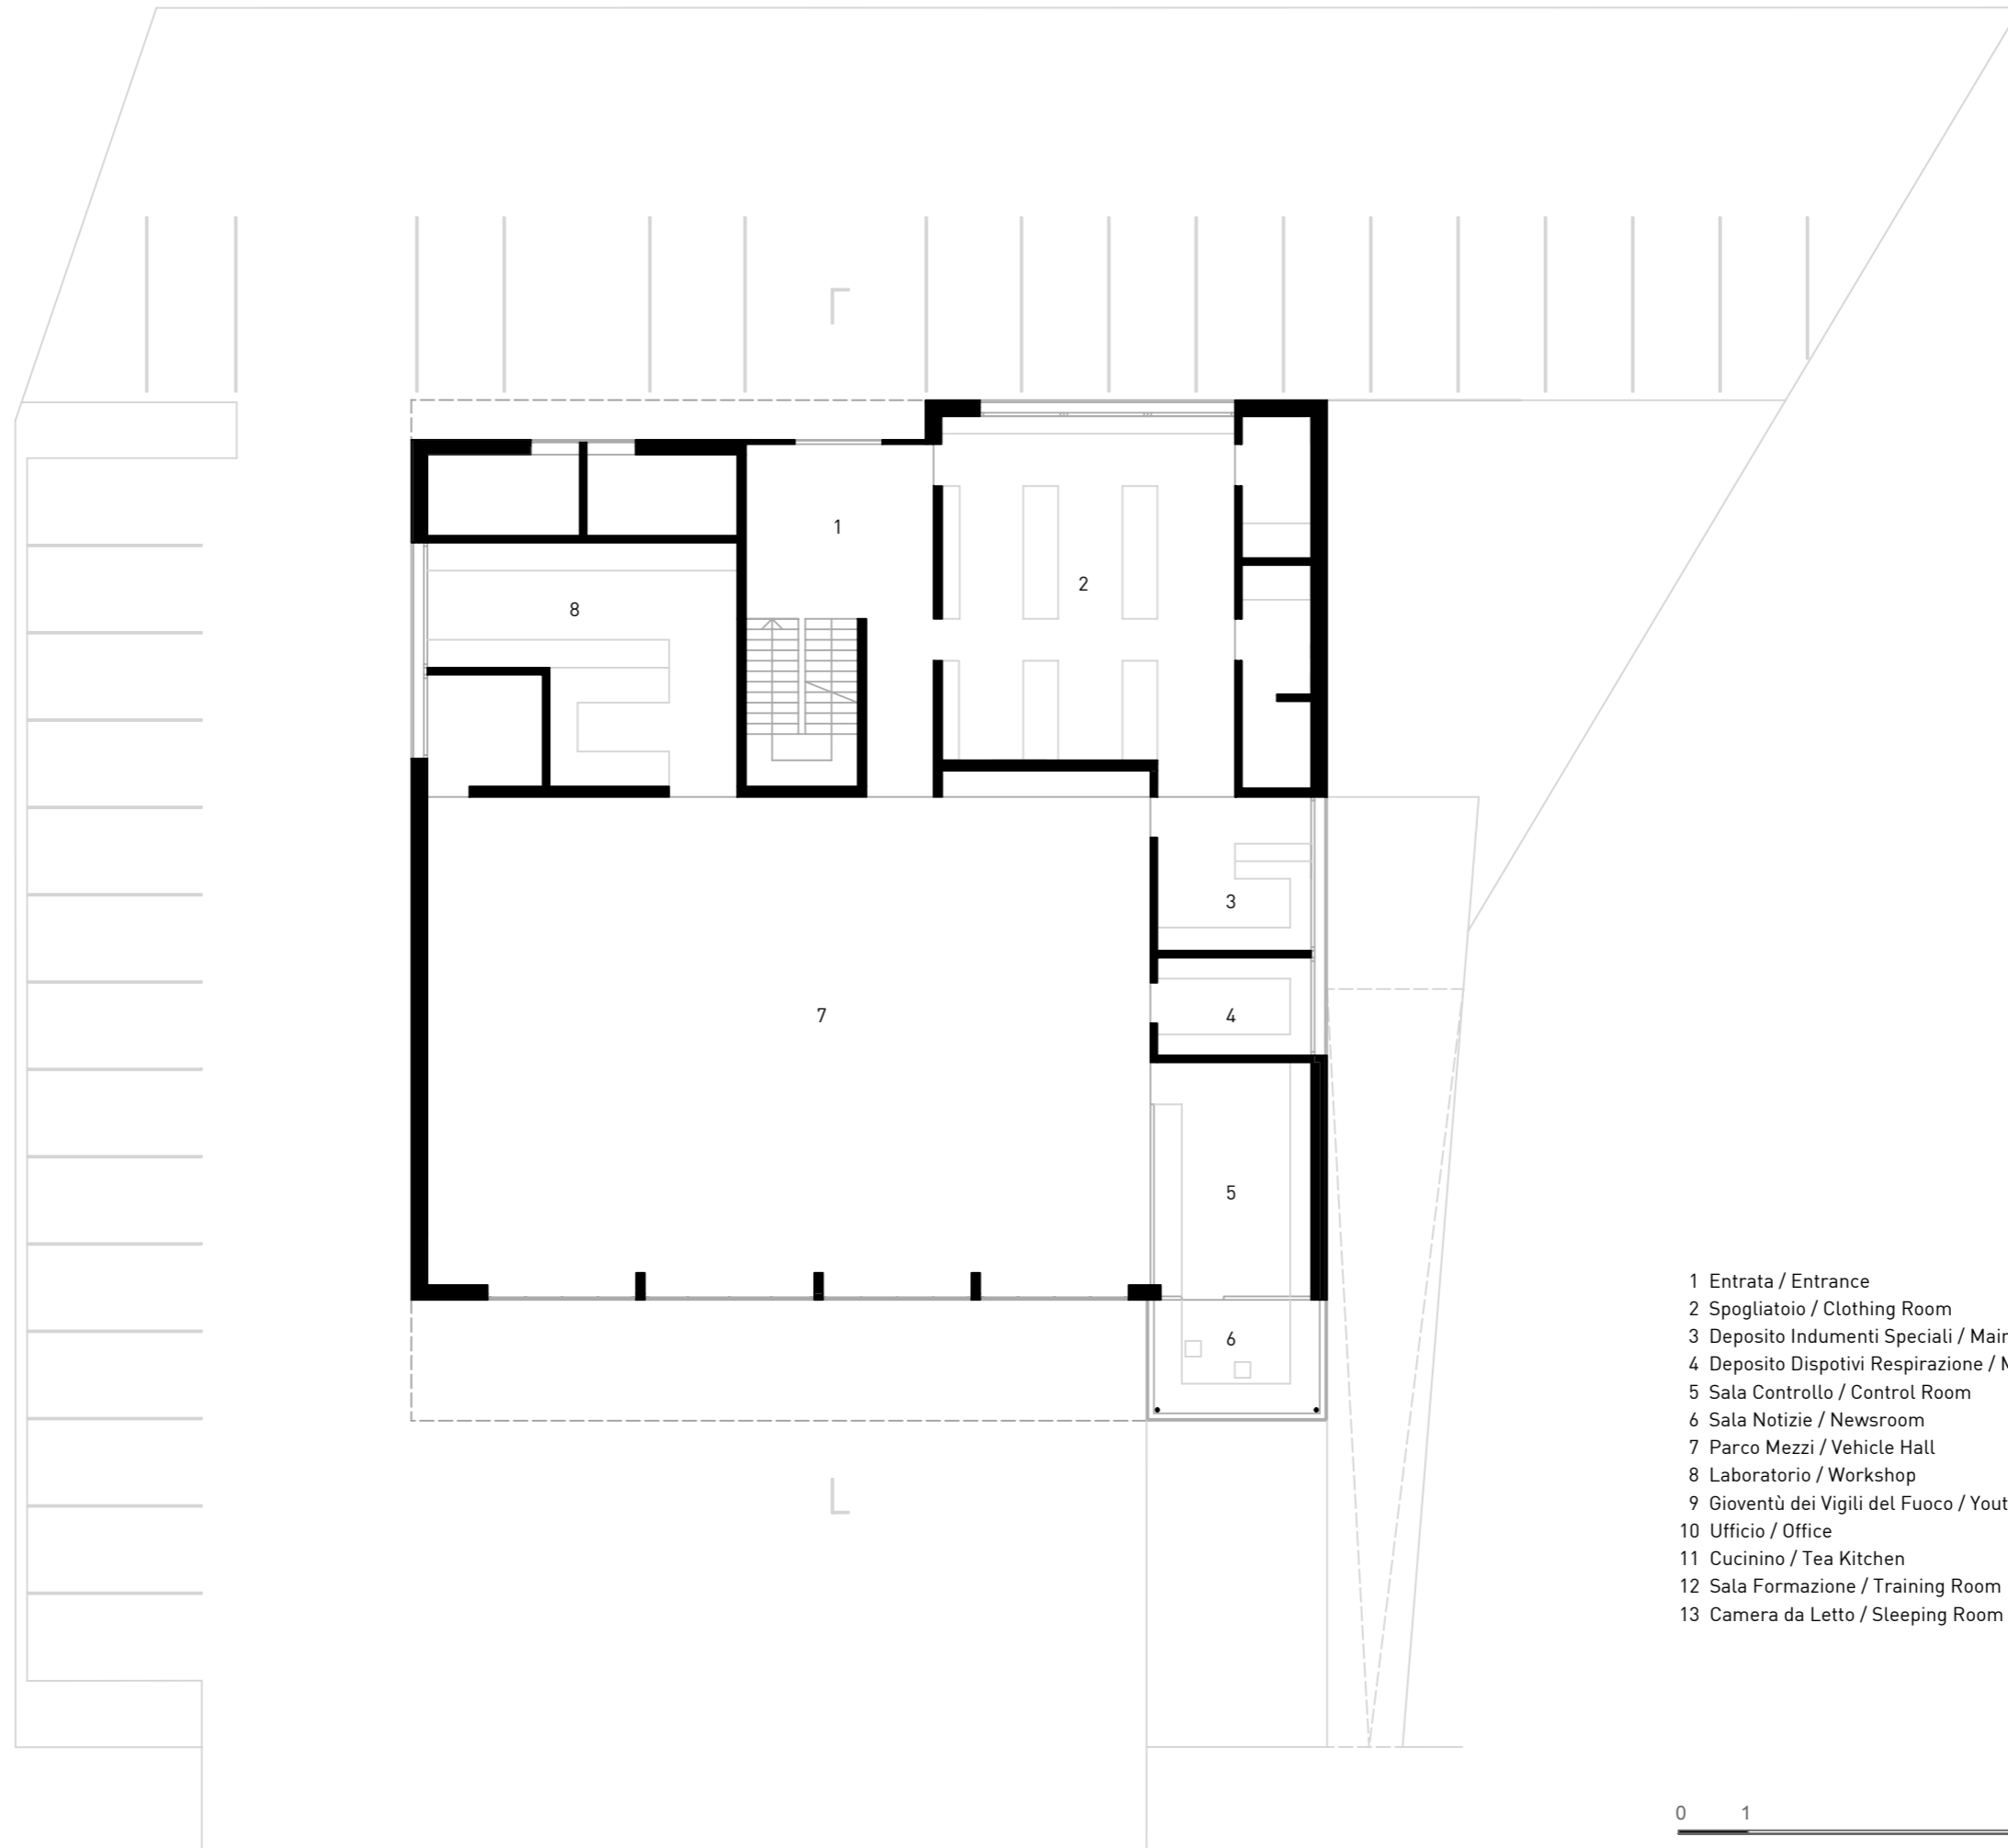 1
2
8
3
7
4
5
6
1 Entrata / Entrance
2 Spogliatoio / Clothing Room
3 Deposito Indumenti Speciali /
4 Deposito Dispotivi Respirazione /
5 Sala Controllo / Control Room
6 Sala Notizie / Newsroom
7 Parco Mezzi / Vehicle Hall
8 Laboratorio / Workshop
9 Gioventù dei Vigili del Fuoco /
10 Ufficio / Office
11 Cucinino / Tea Kitchen
12 Sala Formazione / Training Room
13 Camera da Letto / Sleeping Room
0 1